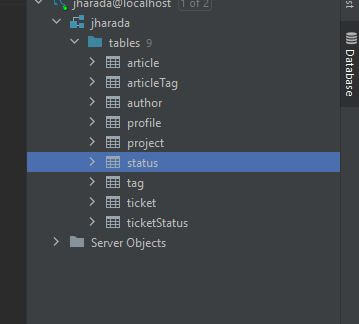 jharada@localhost 1 of 2
jharada
tables 9
article
articleTag
author
profile
project
status
tag
ticket
ticketStatus
Server Objects
Database